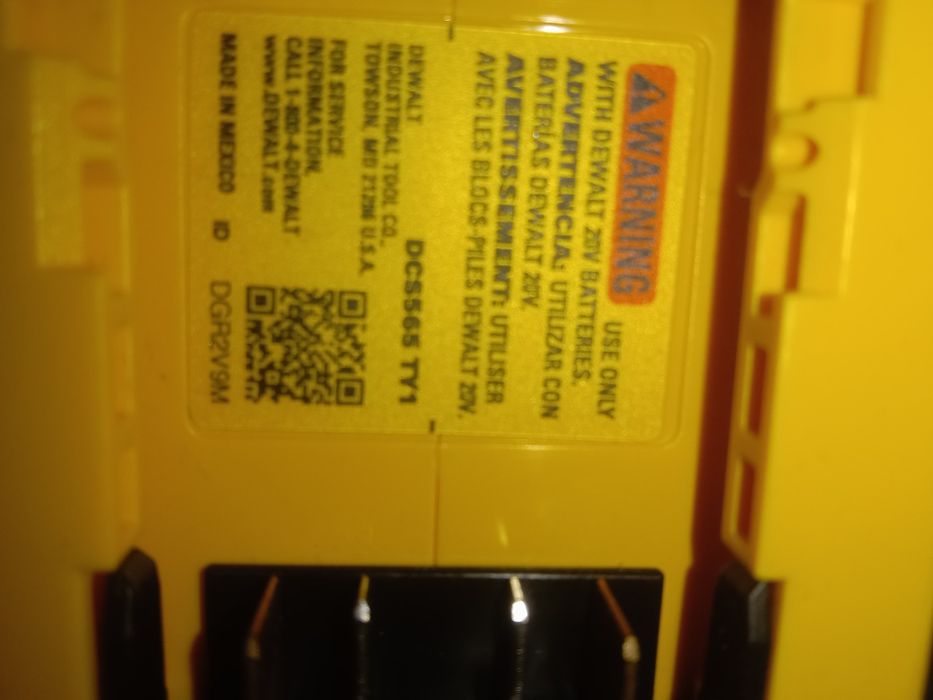 WARNING USE ONLY
WITH DEWALT 20V BATTERIES.
ADVERTENCIA: UTILIZAR CON
BATERÍAS DEWALT 20V.
AVERTISSEMENT: UTILISER
AVEC LES BLOCS-PILES DEWALT 20V.
DEWALT DCS565 TY1
INDUSTRIAL TOOL CO.,
TOWSON, MD 21286 U.S.A.
FOR SERVICE
INFORMATION,
CALL 1-800-4-DEWALT
www.DEWALT.com
MADE IN MEXICO ID DGR2V9M